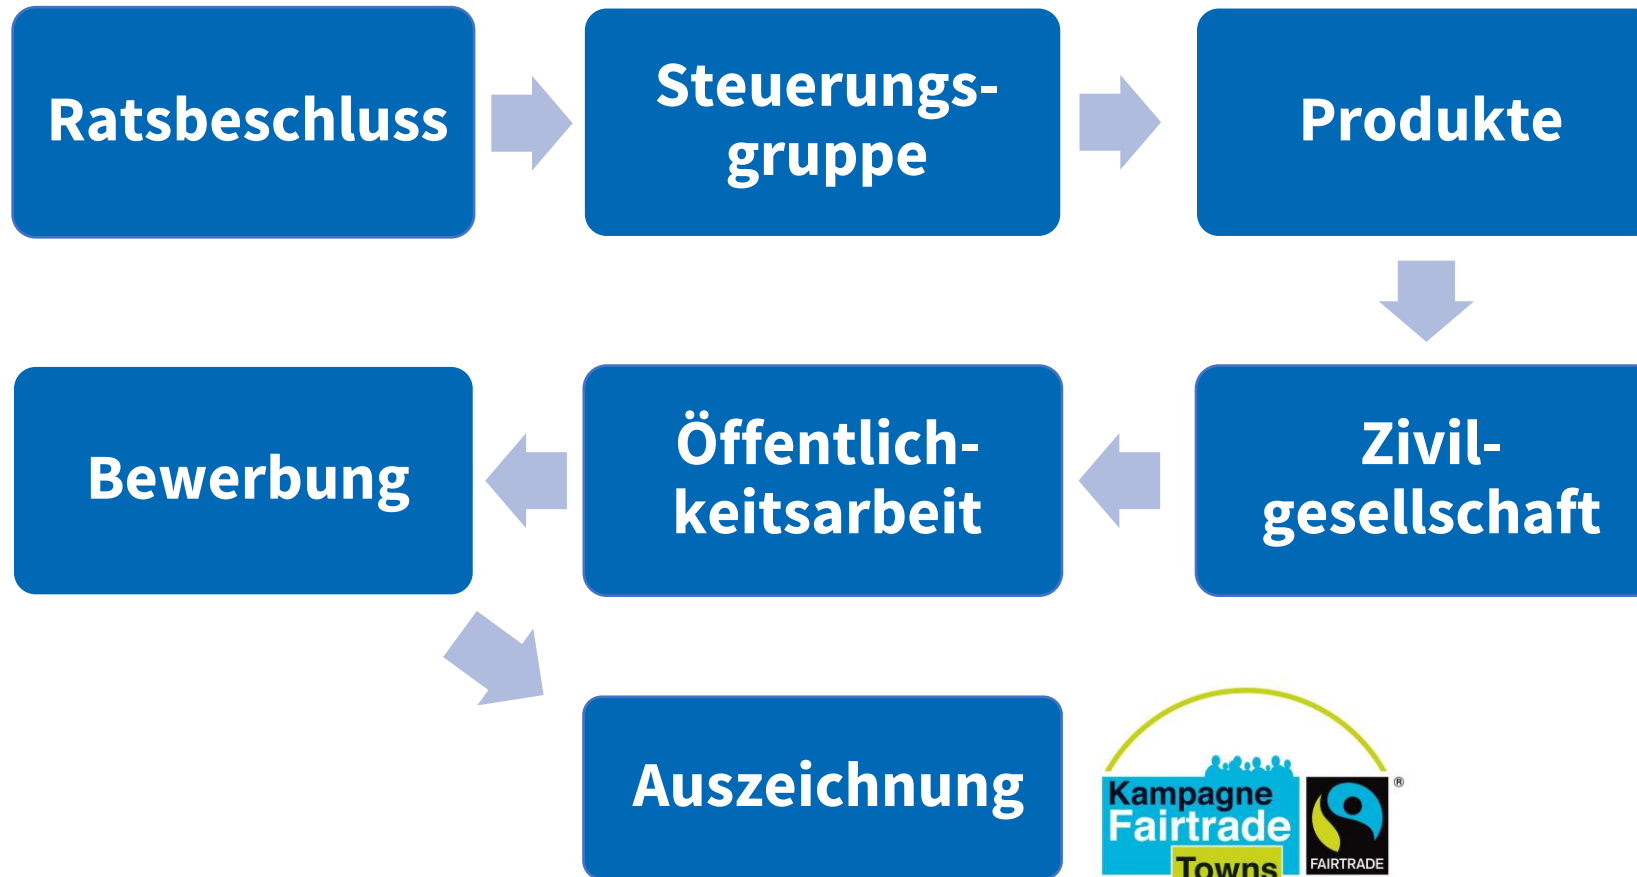 Ratsbeschluss
Steuerungs-
gruppe
Produkte
Zivil-
gesellschaft
Öffentlich-
keitsarbeit
Bewerbung
Auszeichnung
Kampagne
Fairtrade
Towns
FAIRTRADE
®